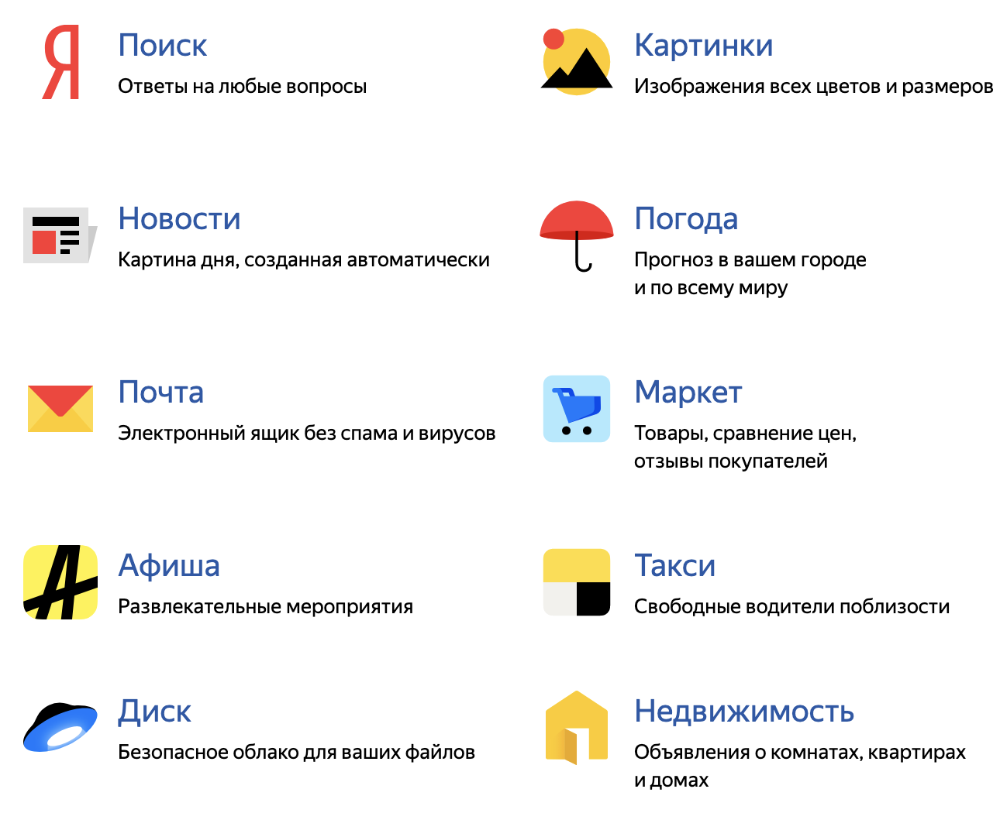 Я
Поиск
Ответы на любые вопросы
Картинки
Изображения всех цветов и размеров
Новости
Картина дня, созданная автоматически
Погода
Прогноз в вашем городе
и по всему миру
Почта
Электронный ящик без спама и вирусов
Маркет
Товары, сравнение цен,
отзывы покупателей
А
Афиша
Развлекательные мероприятия
Такси
Свободные водители поблизости
Диск
Безопасное облако для ваших файлов
Недвижимость
Объявления о комнатах, квартирах
и домах